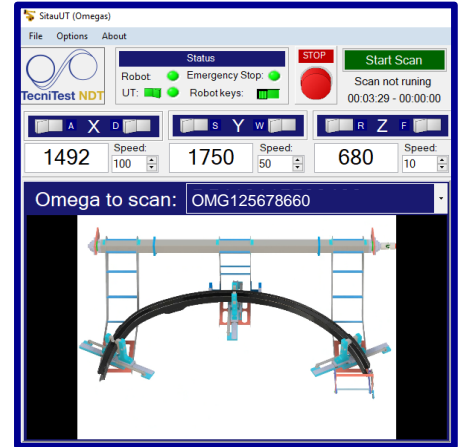 SitauUT (Omegas)
File Options About
TecniTest NDT
Status
Robot: Emergency Stop:
UT: Robot keys:
STOP
Start Scan
Scan not runing
00:03:29 - 00:00:00
A X D
S Y W
R Z F
1492 Speed: 100
1750 Speed: 50
680 Speed: 10
Omega to scan: OMG125678660